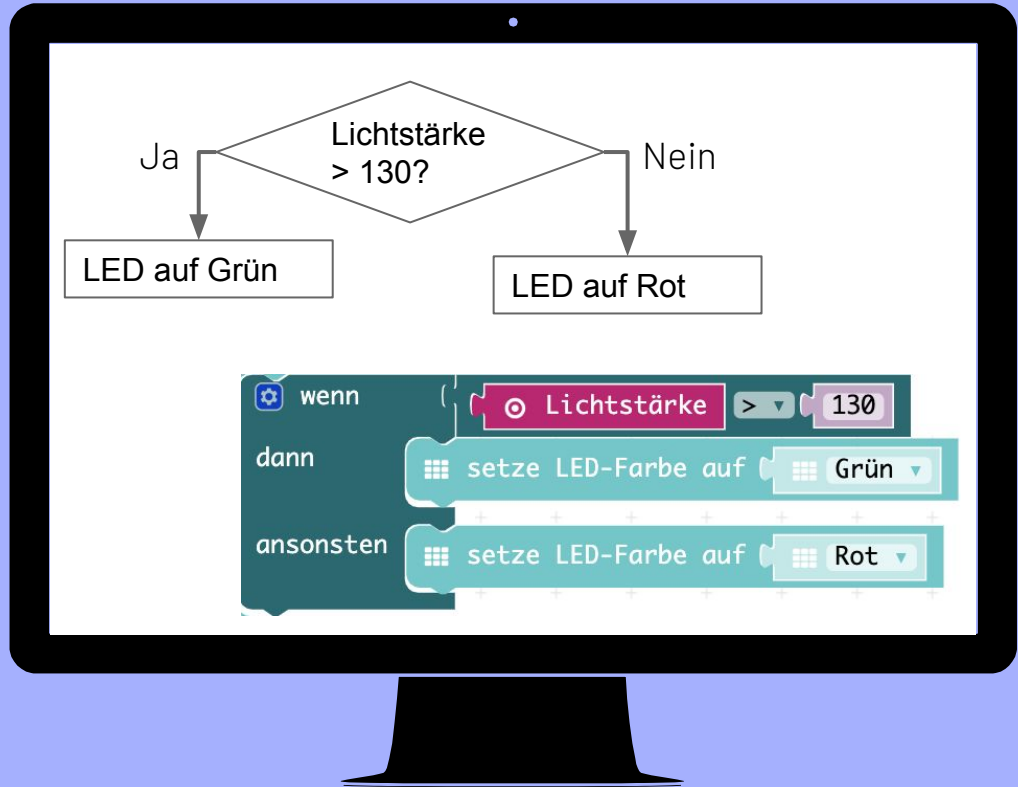 Lichtstärke
> 130?
Ja
Nein
LED auf Grün
LED auf Rot
wenn Lichtstärke > 130
dann setze LED-Farbe auf Grün
ansonsten setze LED-Farbe auf Rot